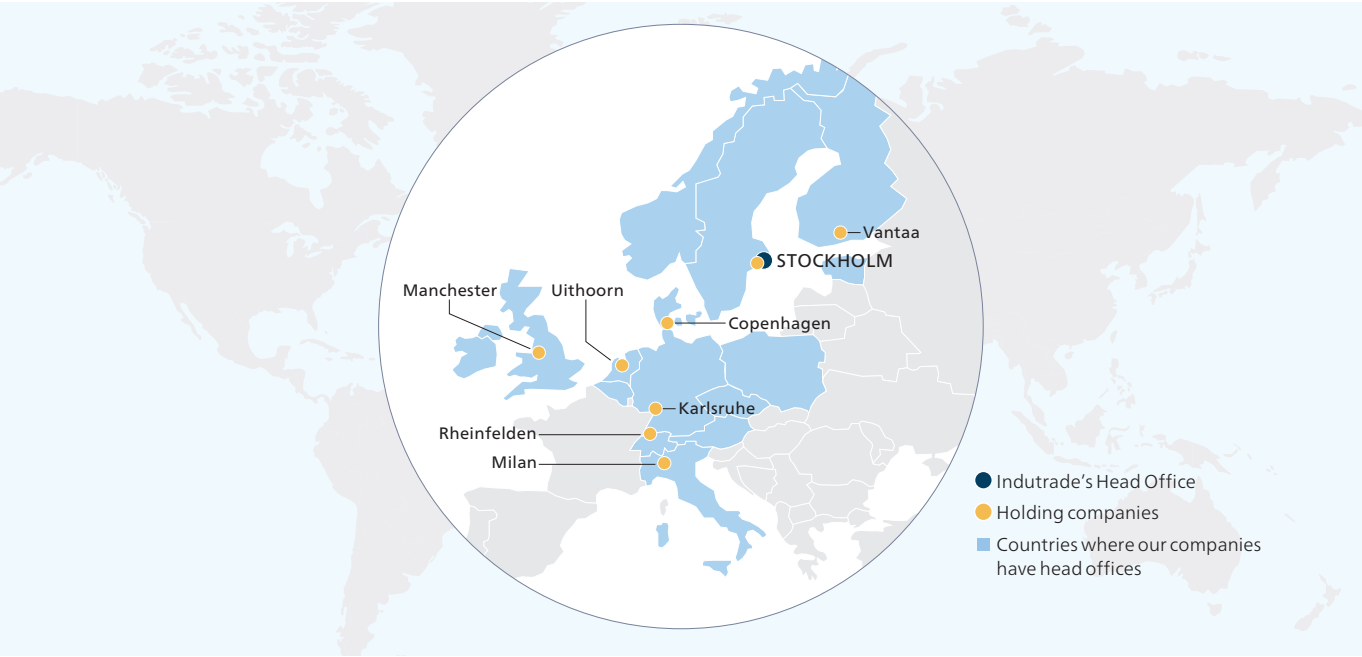 Vantaa
STOCKHOLM
Manchester
Uithoorn
Copenhagen
Karlsruhe
Rheinfelden
Milan
Indutrade's Head Office
Holding companies
Countries where our companies
have head offices